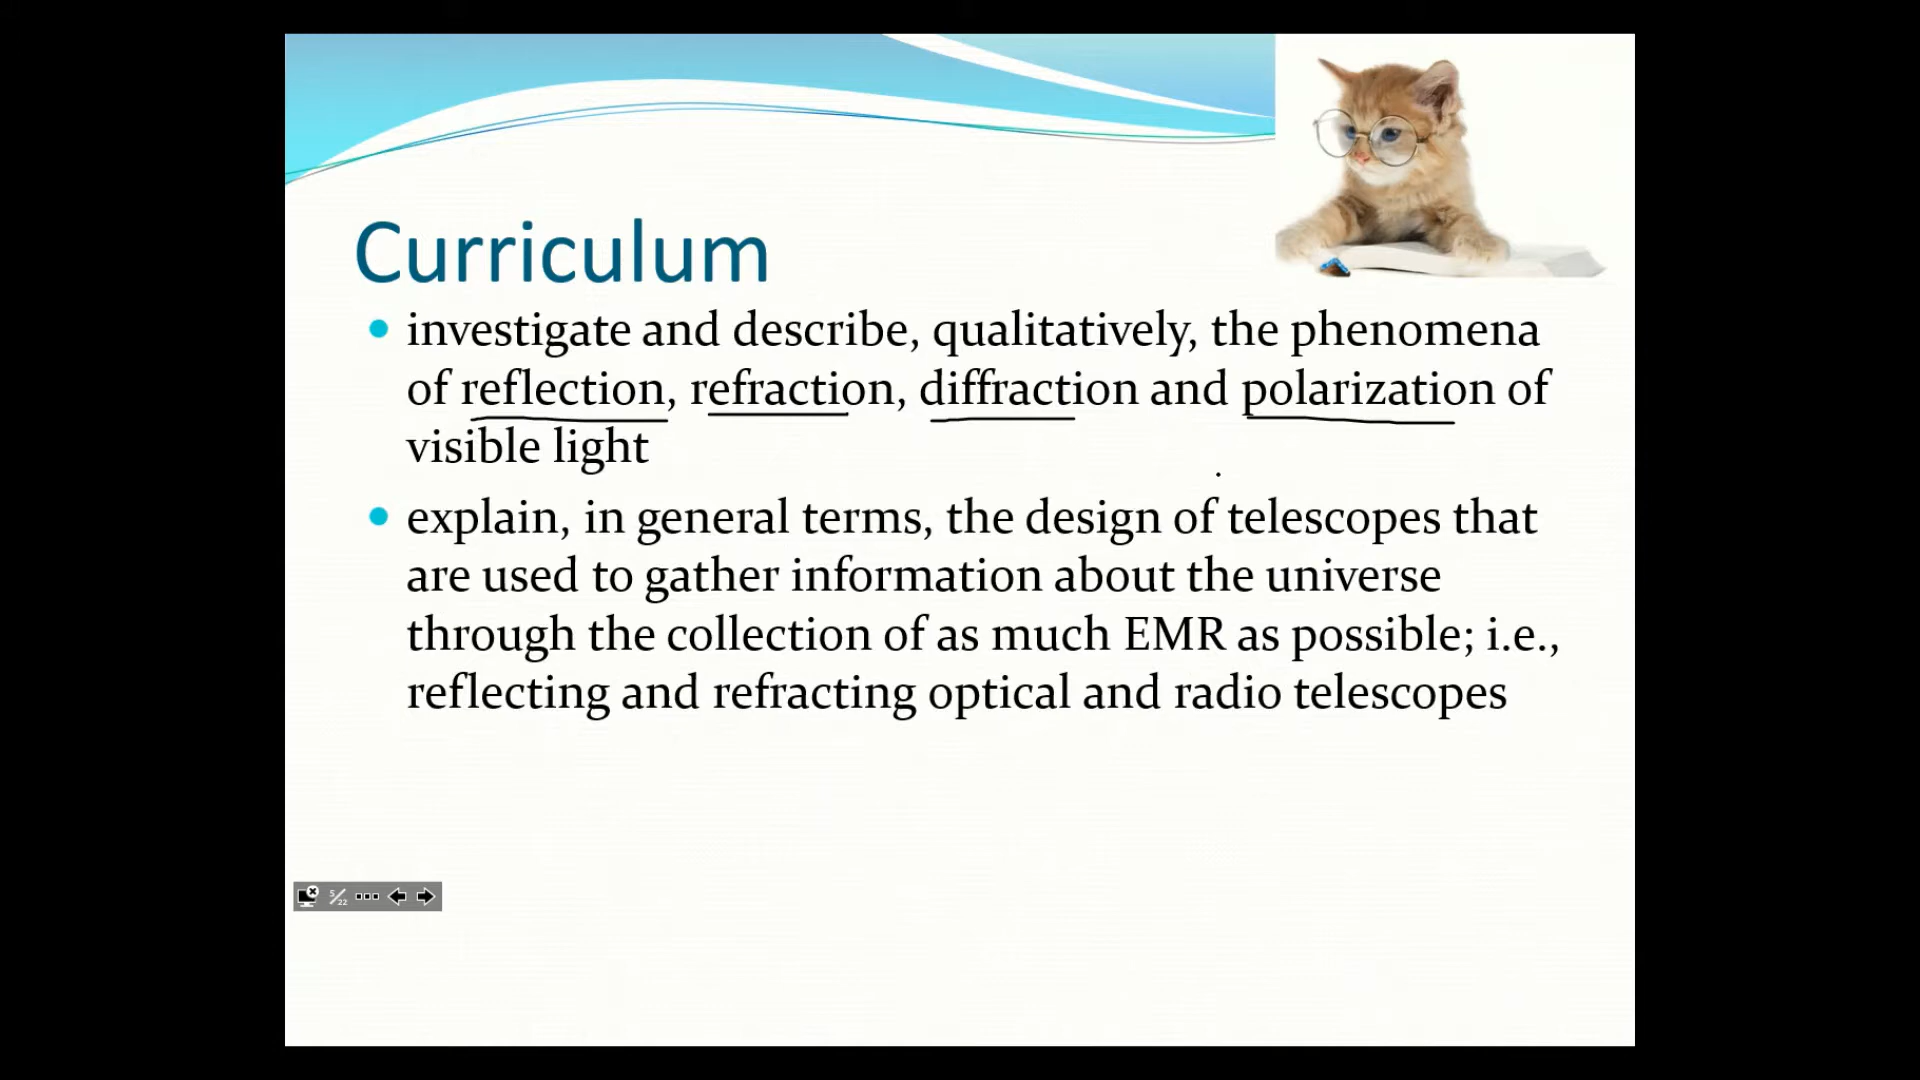 Curriculum
investigate and describe, qualitatively, the phenomena
of reflection, refraction, diffraction and polarization of
visible light
explain, in general terms, the design of telescopes that
are used to gather information about the universe
through the collection of as much EMR as possible; i.e.,
reflecting and refracting optical and radio telescopes
5/22